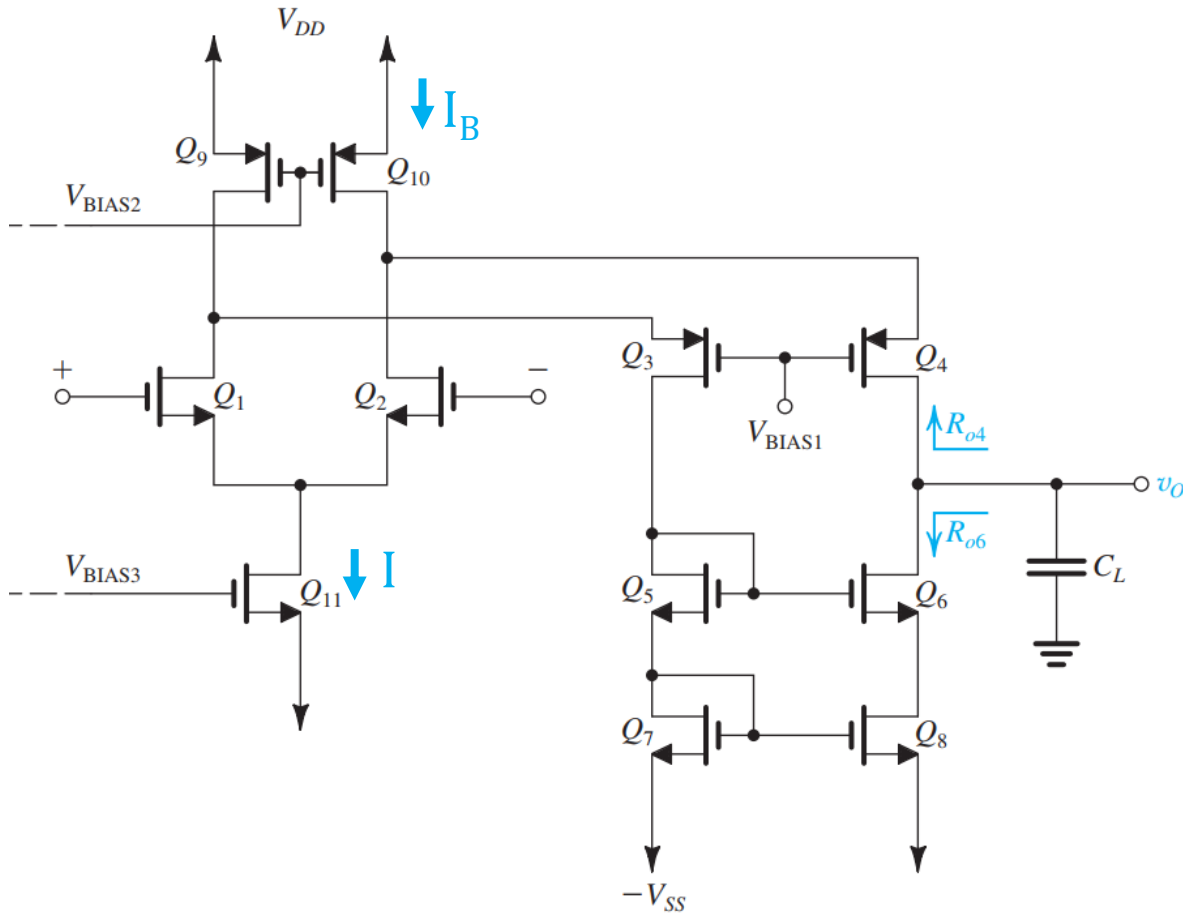 V_DD
I_B
Q_9
Q_10
V_BIAS2
Q_3
Q_4
+
Q_1
Q_2
−
V_BIAS1
R_o4
v_O
R_o6
V_BIAS3
I
Q_11
Q_5
Q_6
C_L
Q_7
Q_8
−V_SS